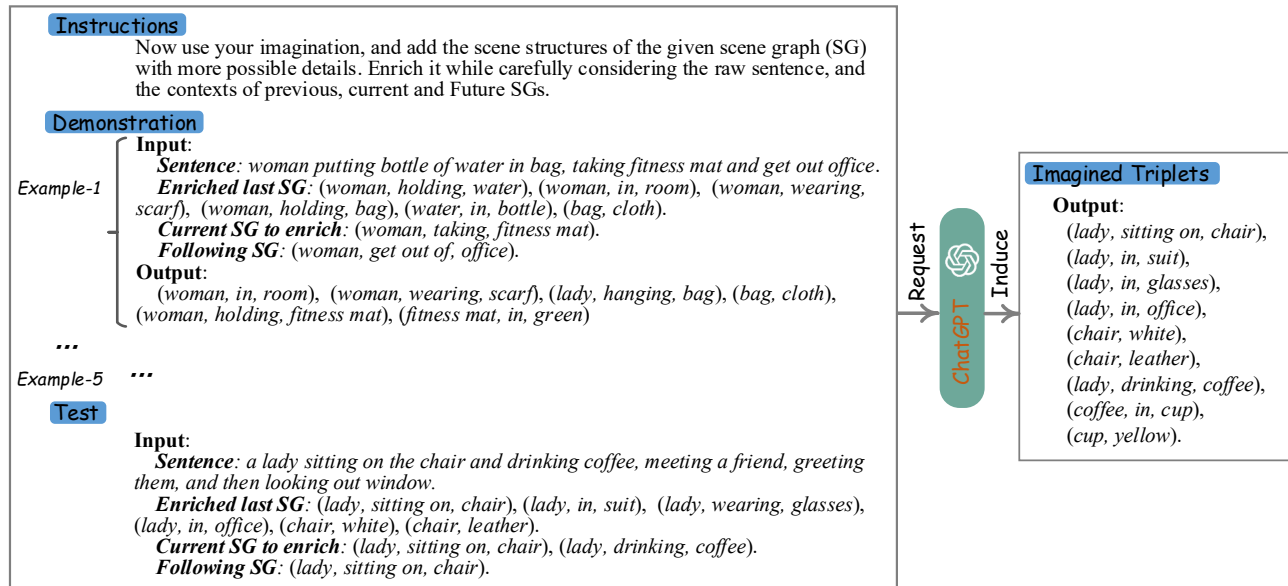 Instructions
Now use your imagination, and add the scene structures of the given scene graph (SG)
with more possible details. Enrich it while carefully considering the raw sentence, and
the contexts of previous, current and Future SGs.
Demonstration
Example-1
Input:
Sentence: woman putting bottle of water in bag, taking fitness mat and get out office.
Enriched last SG: (woman, holding, water), (woman, in, room), (woman, wearing,
scarf), (woman, holding, bag), (water, in, bottle), (bag, cloth).
Current SG to enrich: (woman, taking, fitness mat).
Following SG: (woman, get out of, office).
Output:
(woman, in, room), (woman, wearing, scarf), (lady, hanging, bag), (bag, cloth),
(woman, holding, fitness mat), (fitness mat, in, green)
...
Example-5 ...
Test
Input:
Sentence: a lady sitting on the chair and drinking coffee, meeting a friend, greeting
them, and then looking out window.
Enriched last SG: (lady, sitting on, chair), (lady, in, suit), (lady, wearing, glasses),
(lady, in, office), (chair, white), (chair, leather).
Current SG to enrich: (lady, sitting on, chair), (lady, drinking, coffee).
Following SG: (lady, sitting on, chair).
Request
ChatGPT
Induce
Imagined Triplets
Output:
(lady, sitting on, chair),
(lady, in, suit),
(lady, in, glasses),
(lady, in, office),
(chair, white),
(chair, leather),
(lady, drinking, coffee),
(coffee, in, cup),
(cup, yellow).